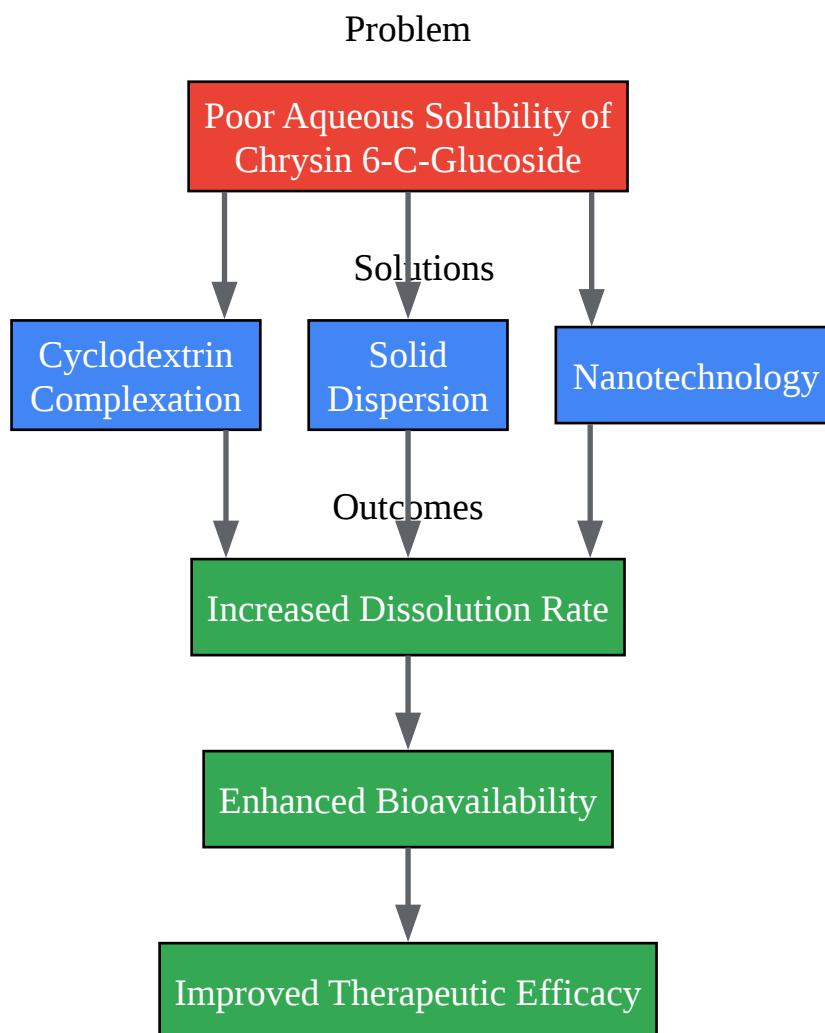 Problem
Poor Aqueous Solubility of
Chrysin 6-C-Glucoside
Solutions
Cyclodextrin
Complexation
Solid
Dispersion
Nanotechnology
Outcomes
Increased Dissolution Rate
Enhanced Bioavailability
Improved Therapeutic Efficacy